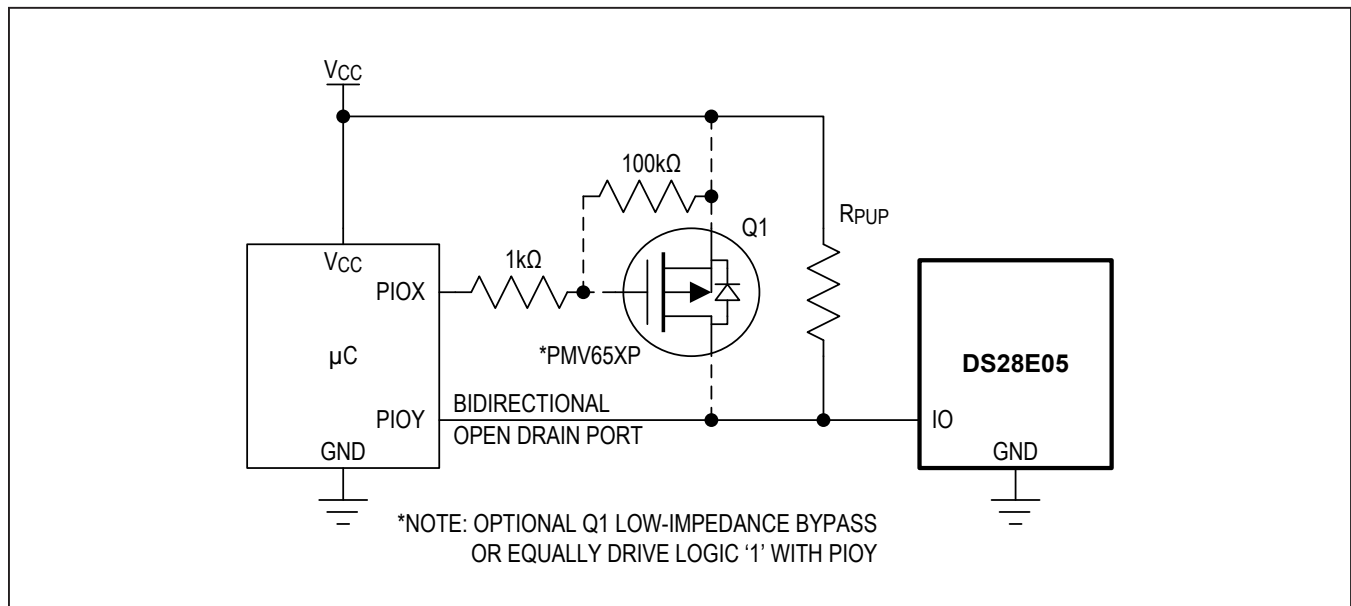 VCC
100kΩ
Q1
RPUP
VCC
1kΩ
PIOX
*PMV65XP
µC
DS28E05
PIOY
BIDIRECTIONAL
OPEN DRAIN PORT
IO
GND
GND
*NOTE: OPTIONAL Q1 LOW-IMPEDANCE BYPASS
OR EQUALLY DRIVE LOGIC ‘1’ WITH PIOY